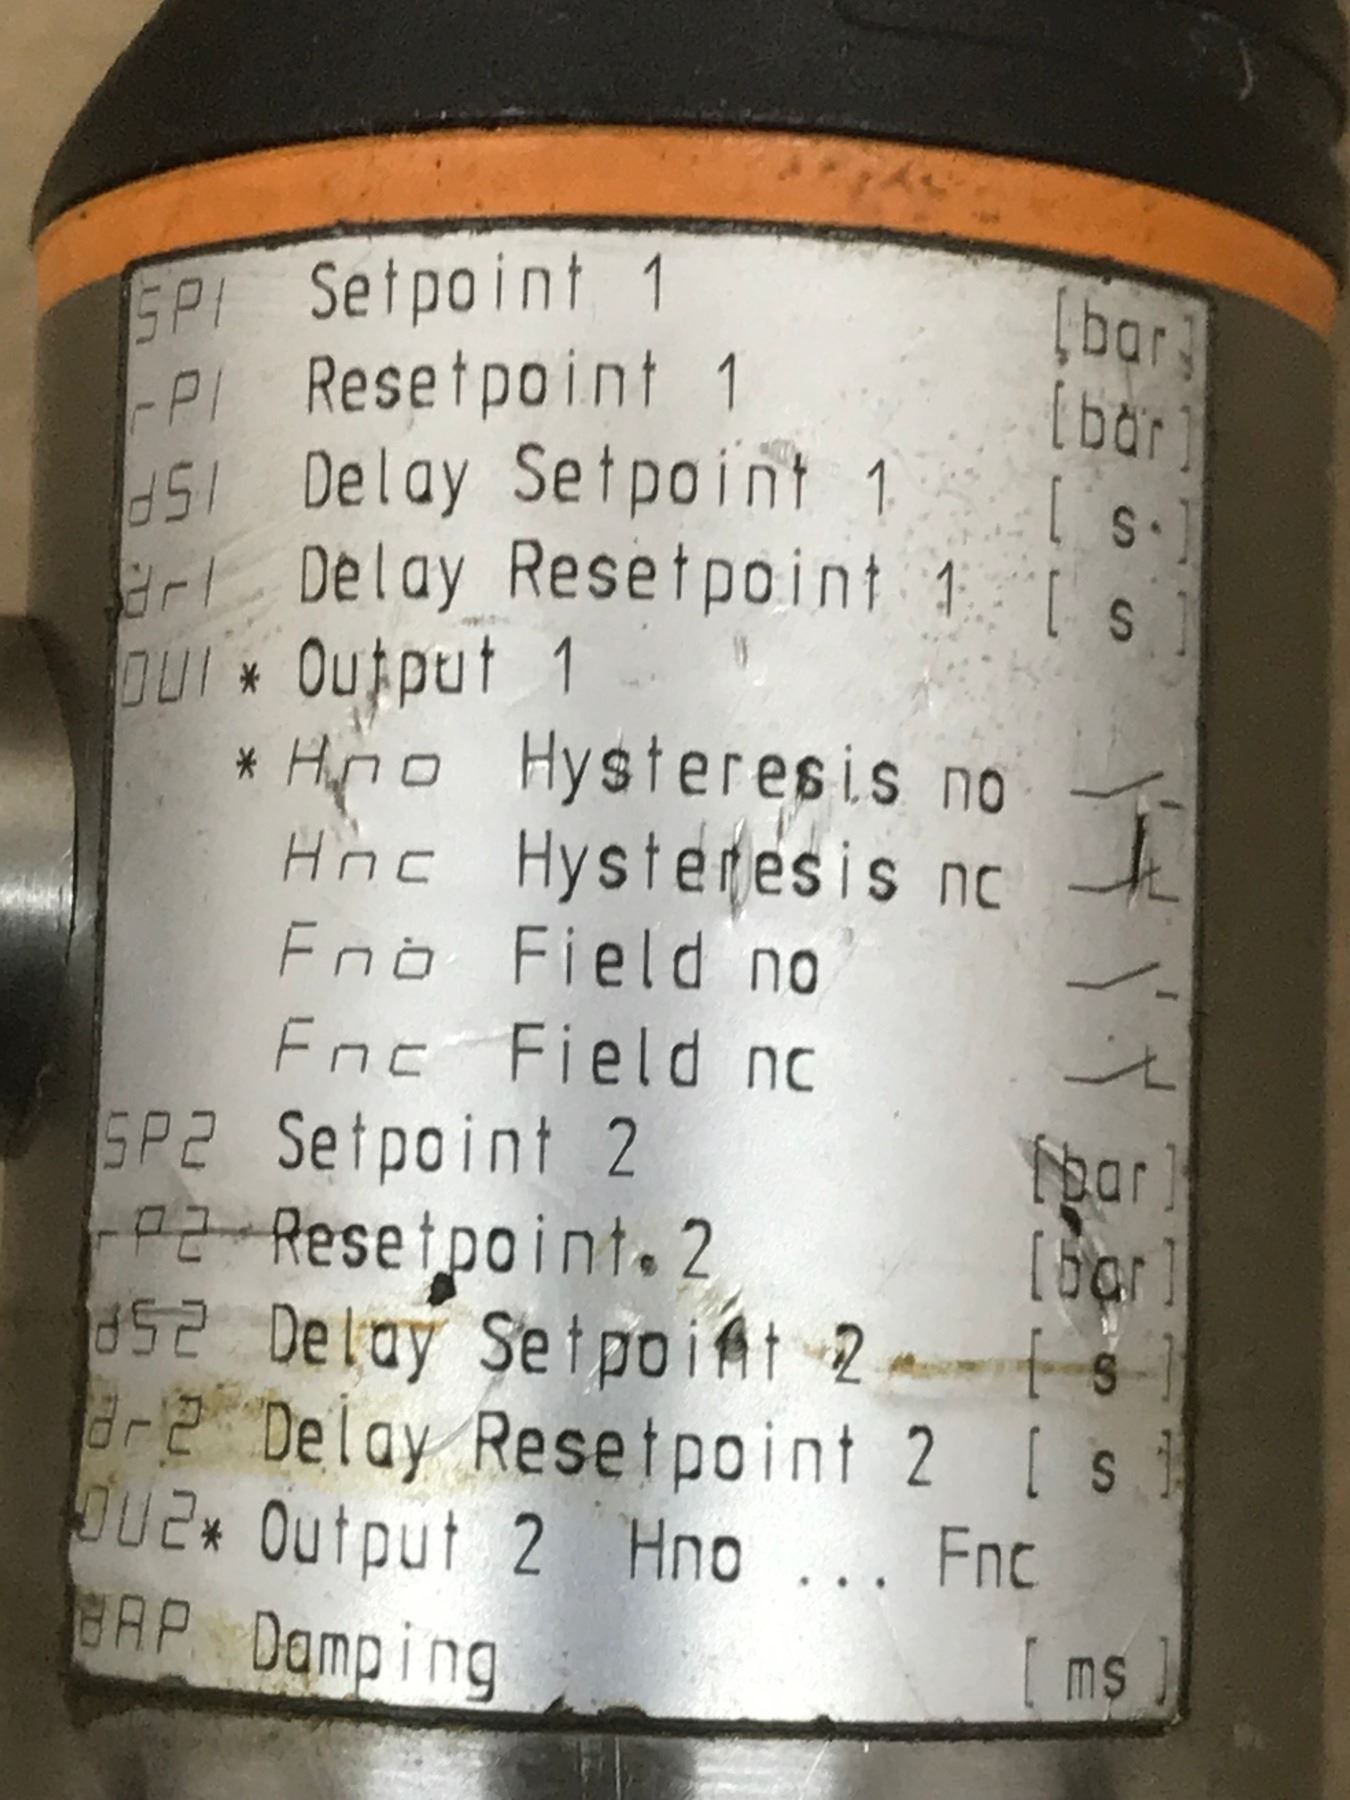 SP1 Setpoint 1 [bar]
rP1 Resetpoint 1 [bar]
dS1 Delay Setpoint 1 [ s ]
dr1 Delay Resetpoint 1 [ s ]
OU1 * Output 1
* Hno Hysteresis no
Hnc Hysteresis nc
Fno Field no
Fnc Field nc
SP2 Setpoint 2 [bar]
rP2 Resetpoint 2 [bar]
dS2 Delay Setpoint 2 [ s ]
dr2 Delay Resetpoint 2 [ s ]
OU2 * Output 2 Hno ... Fnc
dAP Damping [ ms ]